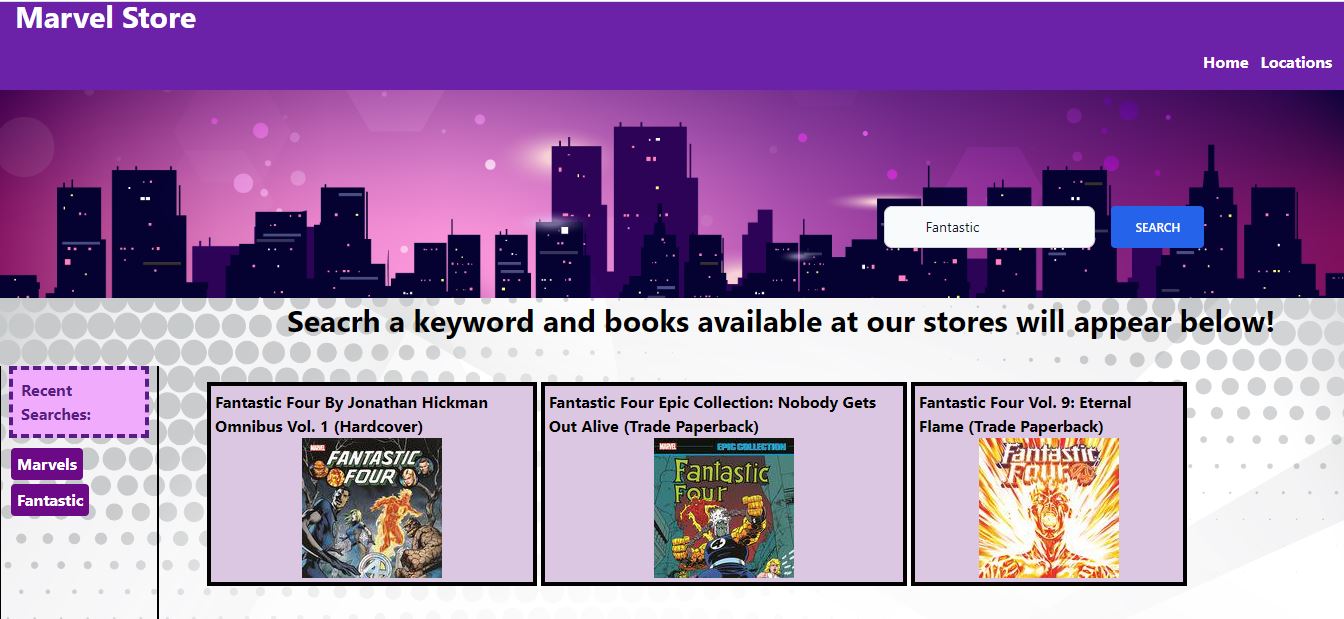 Marvel Store
Home Locations
Fantastic
SEARCH
Seacrh a keyword and books available at our stores will appear below!
Recent
Searches:
Marvels
Fantastic
Fantastic Four By Jonathan Hickman
Omnibus Vol. 1 (Hardcover)
MARVEL
FANTASTIC
FOUR
Fantastic Four Epic Collection: Nobody Gets
Out Alive (Trade Paperback)
MARVEL
EPIC COLLECTION
Fantastic
Four
Fantastic Four Vol. 9: Eternal
Flame (Trade Paperback)
Fantastic
Four